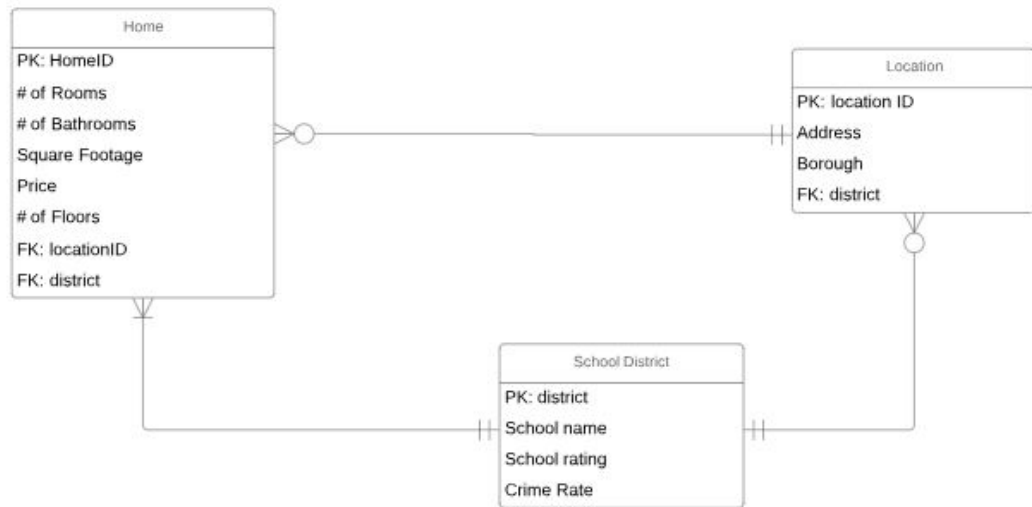 Home
PK: HomeID
# of Rooms
# of Bathrooms
Square Footage
Price
# of Floors
FK: locationID
FK: district
Location
PK: location ID
Address
Borough
FK: district
School District
PK: district
School name
School rating
Crime Rate